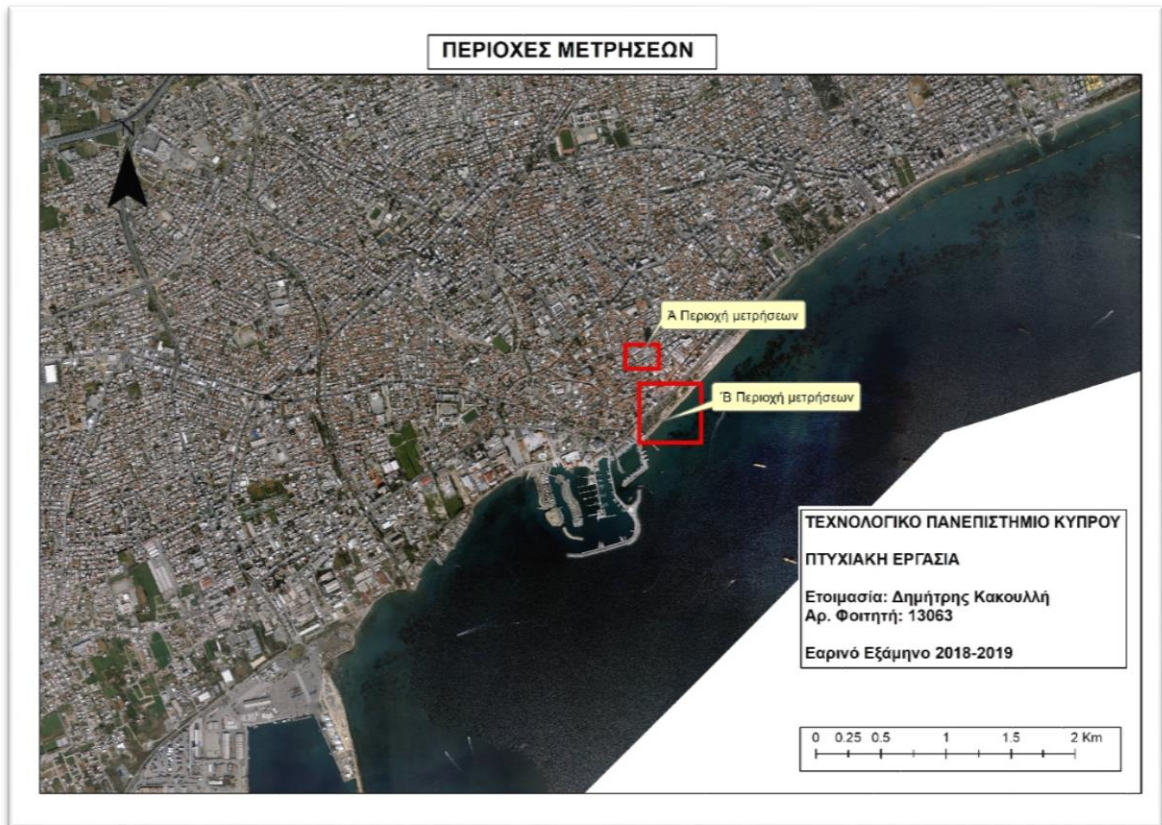 ΠΕΡΙΟΧΕΣ ΜΕΤΡΗΣΕΩΝ
N
Ά Περιοχή μετρήσεων
Ή Περιοχή μετρήσεων
ΤΕΧΝΟΛΟΓΙΚΟ ΠΑΝΕΠΙΣΤΗΜΙΟ ΚΥΠΡΟΥ
ΠΤΥΧΙΑΚΗ ΕΡΓΑΣΙΑ
Ετοιμασία: Δημήτρης Κακουλλή
Αρ. Φοιτητή: 13063
Εαρινό Εξάμηνο 2018-2019
0 0.25 0.5 1 1.5 2 Km